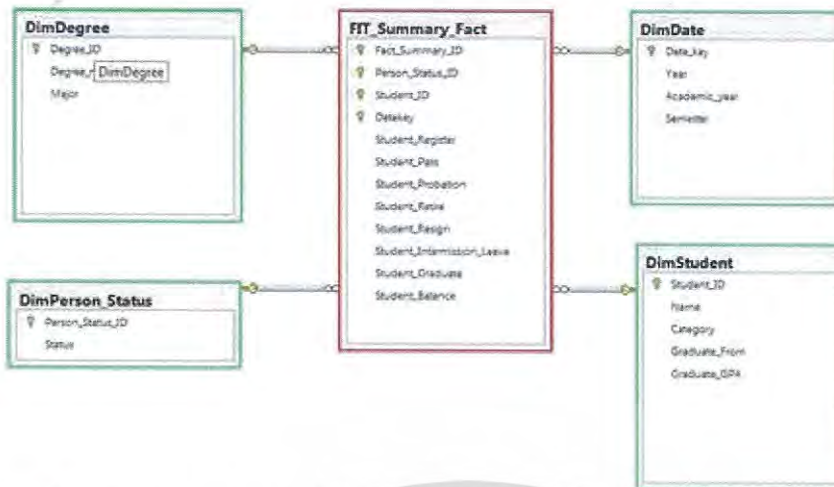 DimDegree
Degree_ID
DimDegree
Major
FIT_Summary_Fact
Fact_Summary_ID
Person_Status_ID
Student_ID
Datekey
Student_Register
Student_Pass
Student_Probation
Student_Retire
Student_Resign
Student_Intermission_Leave
Student_Graduate
Student_Balance
DimDate
Date_key
Year
Academic_year
Semester
DimPerson_Status
Person_Status_ID
Status
DimStudent
Student_ID
Name
Category
Graduate_From
Graduate_GPA